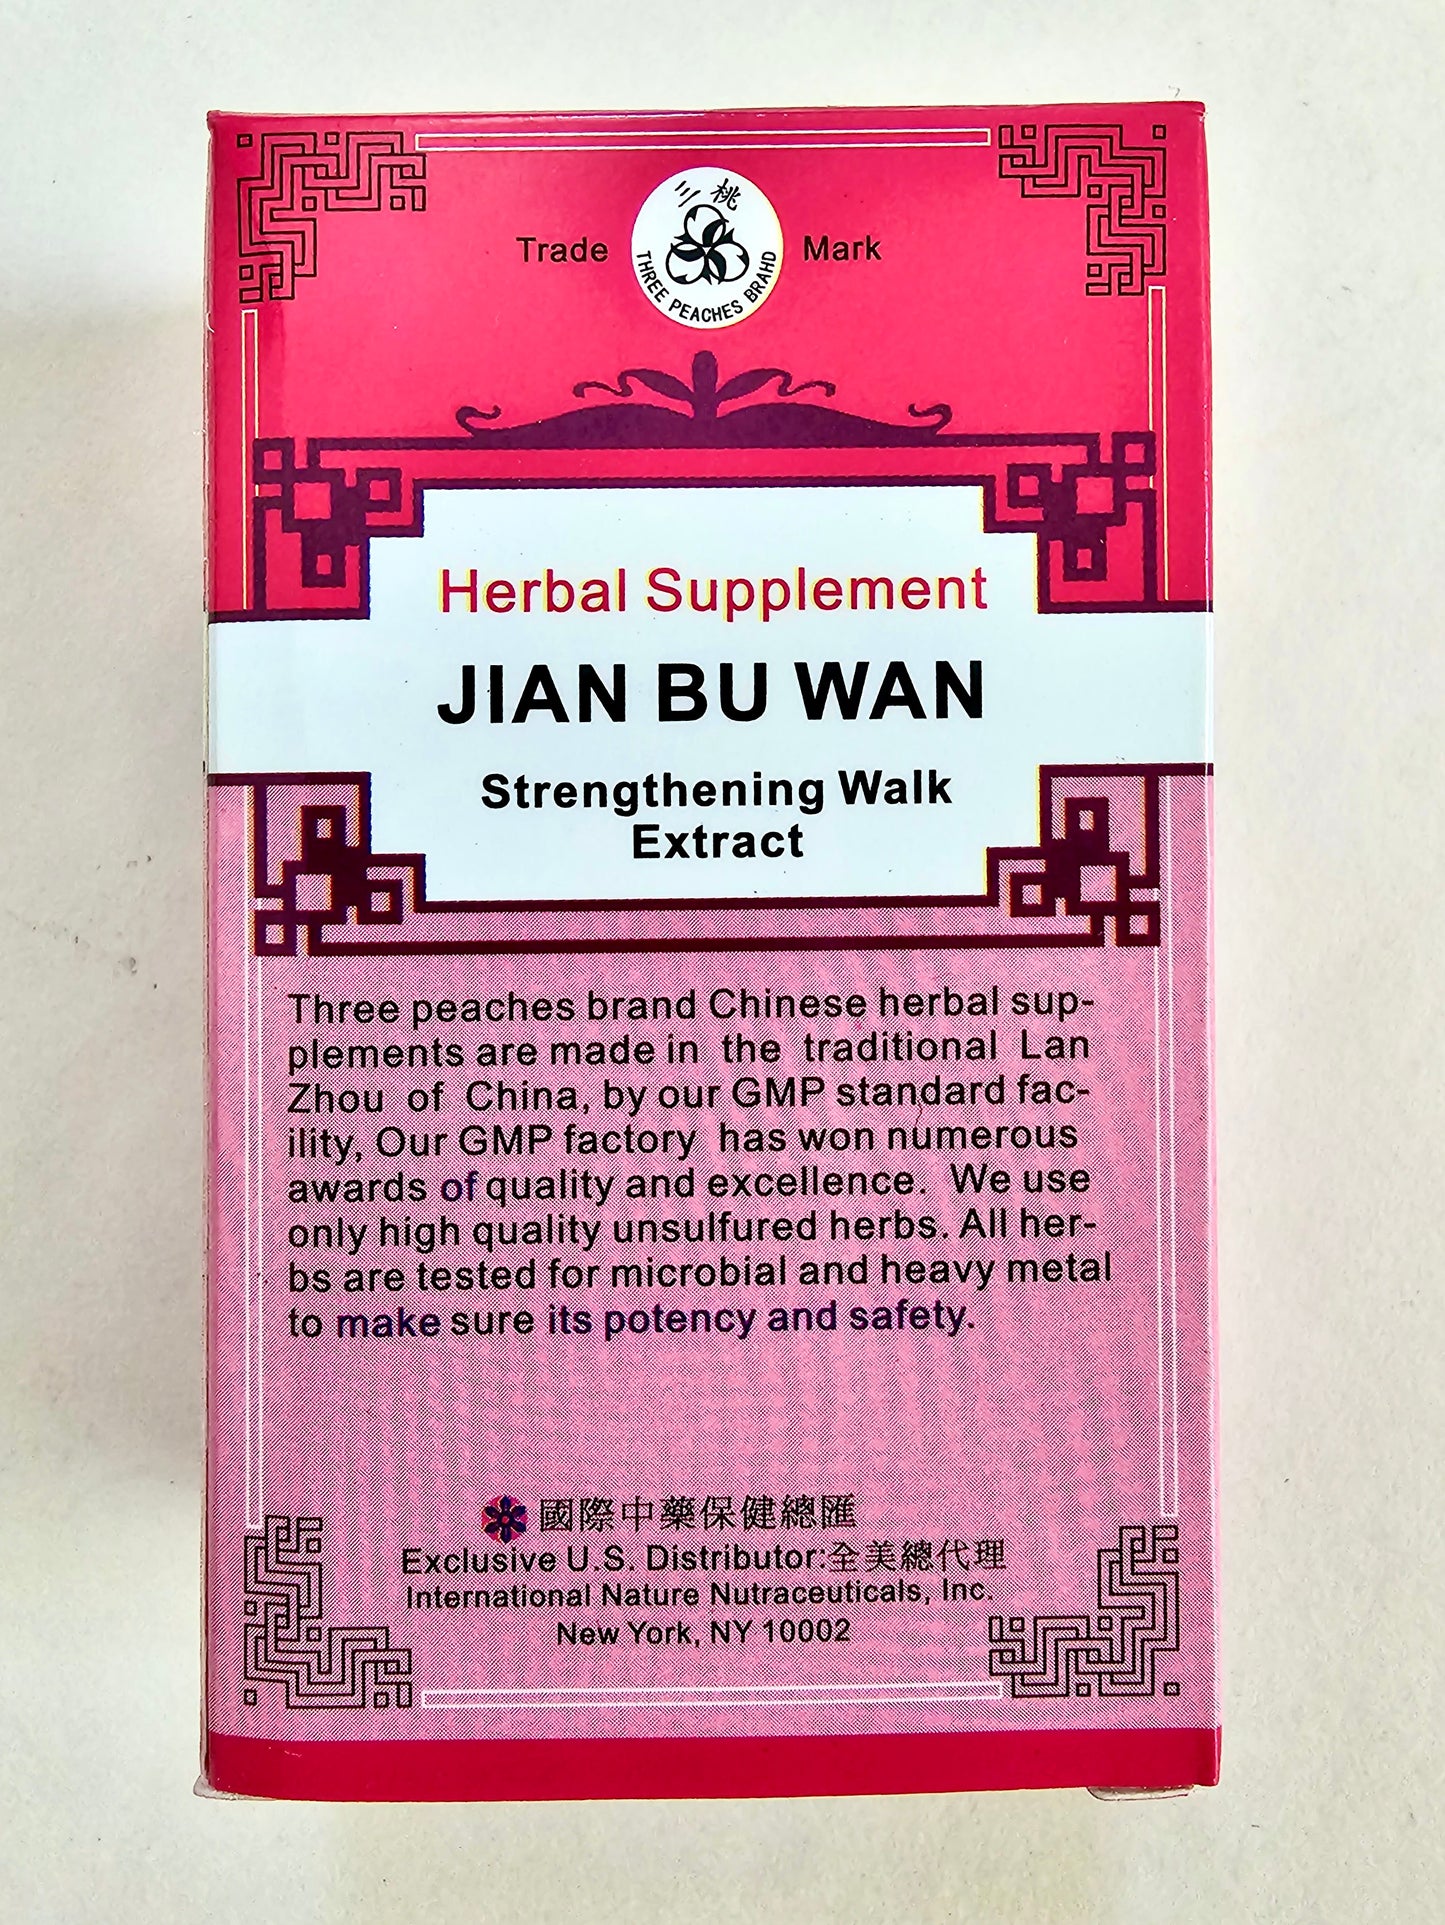 三桃
Trade Mark
THREE PEACHES BRAHD
Herbal Supplement
JIAN BU WAN
Strengthening Walk
Extract
Three peaches brand Chinese herbal sup-
plements are made in the traditional Lan
Zhou of China, by our GMP standard fac-
ility, Our GMP factory has won numerous
awards of quality and excellence. We use
only high quality unsulfured herbs. All her-
bs are tested for microbial and heavy metal
to make sure its potency and safety.
國際中藥保健總匯
Exclusive U.S. Distributor:全美總代理
International Nature Nutraceuticals, Inc.
New York, NY 10002